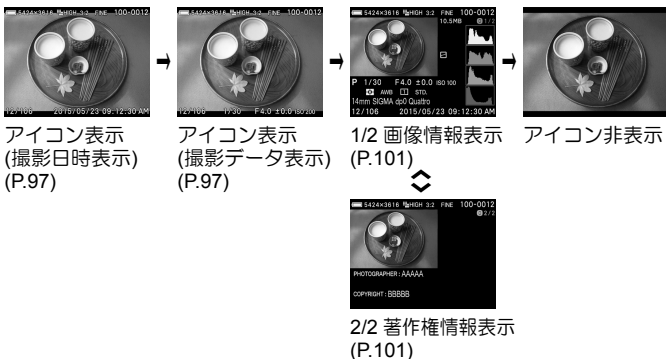 5424×3616 HIGH 3:2 FINE 100-0012
12/106 2015/05/23 09:12:30 AM
アイコン表示
(撮影日時表示)
(P.97)
5424×3616 HIGH 3:2 FINE 100-0012
12/106 1/30 F4.0 ±0.0 ISO 200
アイコン表示
(撮影データ表示)
(P.97)
5424×3616 HIGH 3:2 FINE 100-0012
10.5MB 1/2
P 1/30 F4.0 ±0.0 ISO 100
AWB STD.
14mm SIGMA dp0 Quattro
12/106 2015/05/23 09:12:30 AM
1/2 画像情報表示
(P.101)
アイコン非表示
5424×3616 HIGH 3:2 FINE 100-0012
2/2
PHOTOGRAPHER : AAAAA
COPYRIGHT : BBBBB
2/2 著作権情報表示
(P.101)